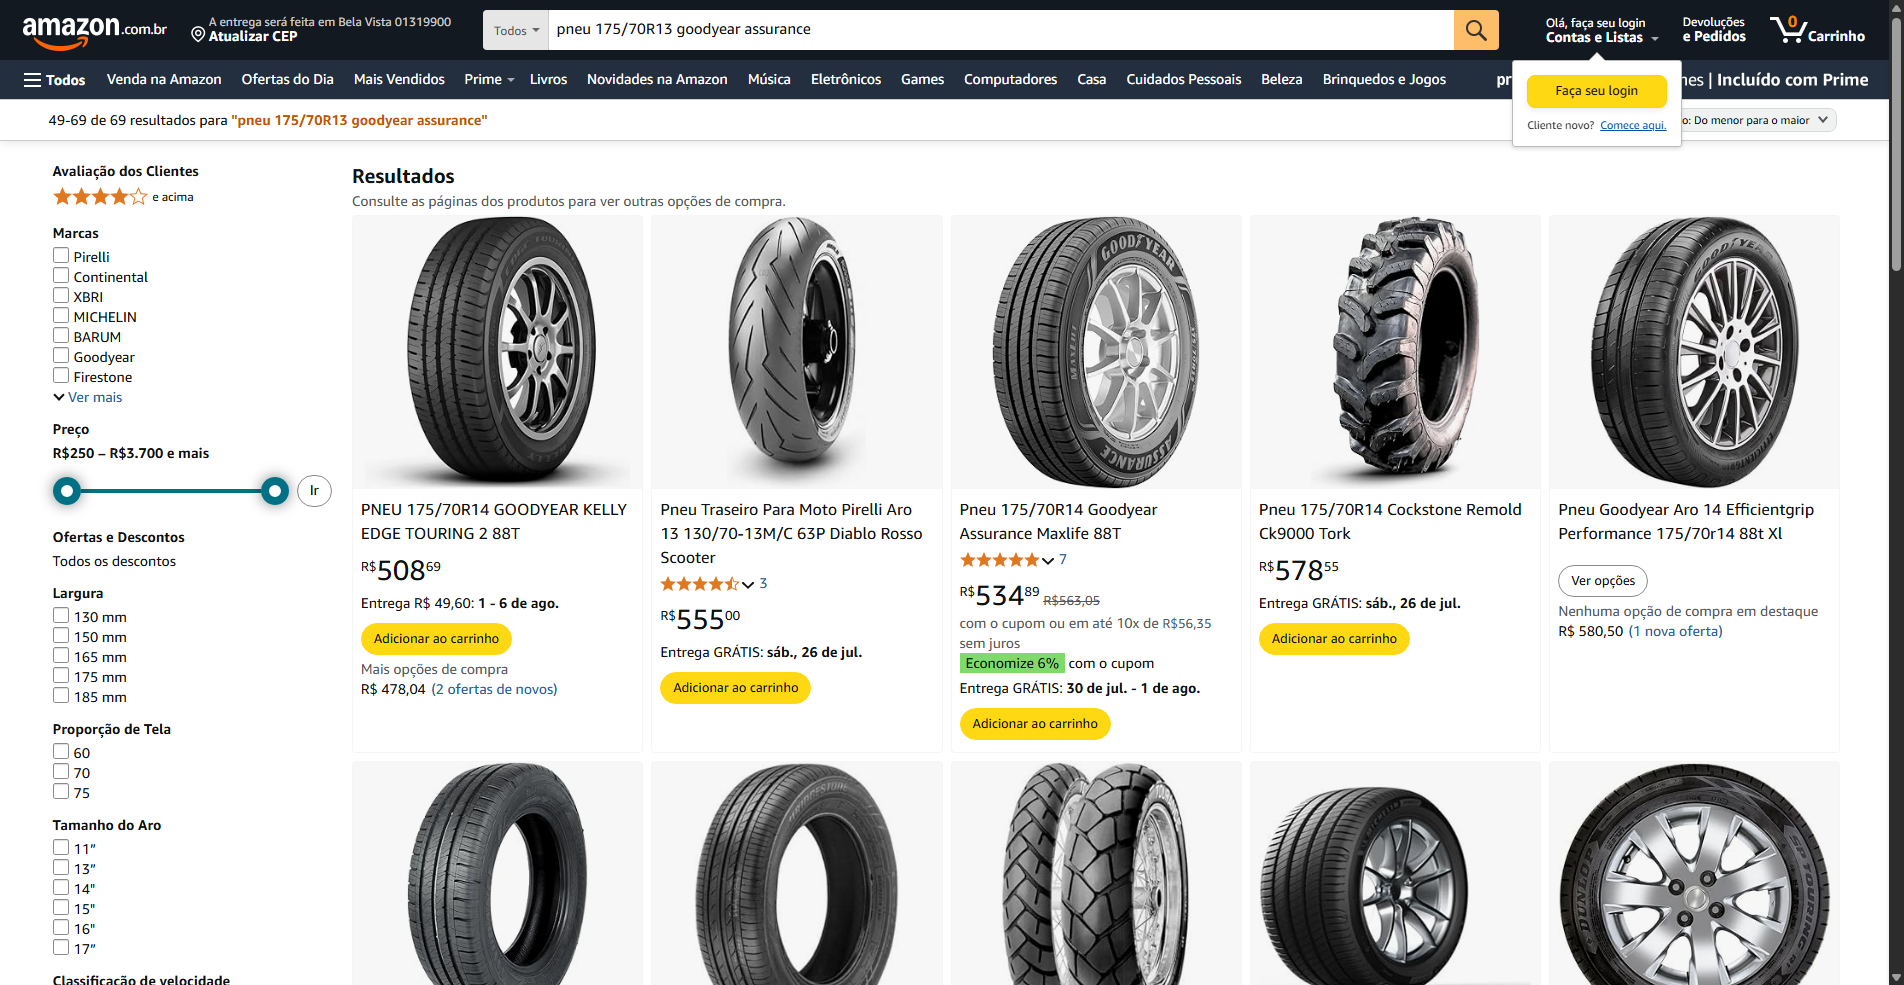 amazon.com.br
A entrega será feita em Bela Vista 01319900
Atualizar CEP
Todos
pneu 175/70R13 goodyear assurance
Olá, faça seu login
Contas e Listas
Devoluções
e Pedidos
0
Carrinho
Todos
Venda na Amazon
Ofertas do Dia
Mais Vendidos
Prime
Livros
Novidades na Amazon
Música
Eletrônicos
Games
Computadores
Casa
Cuidados Pessoais
Beleza
Brinquedos e Jogos
| Incluído com Prime
Faça seu login
Cliente novo? Comece aqui.
49-69 de 69 resultados para "pneu 175/70R13 goodyear assurance"
o: Do menor para o maior
Avaliação dos Clientes
e acima
Marcas
Pirelli
Continental
XBRI
MICHELIN
BARUM
Goodyear
Firestone
Ver mais
Preço
R$250 – R$3.700 e mais
Ir
Ofertas e Descontos
Todos os descontos
Largura
130 mm
150 mm
165 mm
175 mm
185 mm
Proporção de Tela
60
70
75
Tamanho do Aro
11"
13"
14"
15"
16"
17"
Classificação de velocidade
Resultados
Consulte as páginas dos produtos para ver outras opções de compra.
PNEU 175/70R14 GOODYEAR KELLY
EDGE TOURING 2 88T
R$50869
Entrega R$ 49,60: 1 - 6 de ago.
Adicionar ao carrinho
Mais opções de compra
R$ 478,04 (2 ofertas de novos)
Pneu Traseiro Para Moto Pirelli Aro
13 130/70-13M/C 63P Diablo Rosso
Scooter
3
R$55500
Entrega GRÁTIS: sáb., 26 de jul.
Adicionar ao carrinho
GOODYEAR
ASSURANCE
Pneu 175/70R14 Goodyear
Assurance Maxlife 88T
7
R$53489 R$563,05
com o cupom ou em até 10x de R$56,35
sem juros
Economize 6% com o cupom
Entrega GRÁTIS: 30 de jul. - 1 de ago.
Adicionar ao carrinho
Pneu 175/70R14 Cockstone Remold
Ck9000 Tork
R$57855
Entrega GRÁTIS: sáb., 26 de jul.
Adicionar ao carrinho
Pneu Goodyear Aro 14 Efficientgrip
Performance 175/70r14 88t Xl
Ver opções
Nenhuma opção de compra em destaque
R$ 580,50 (1 nova oferta)
BRIDGESTONE
MICHELIN
DUNLOP
SP TOURING R1